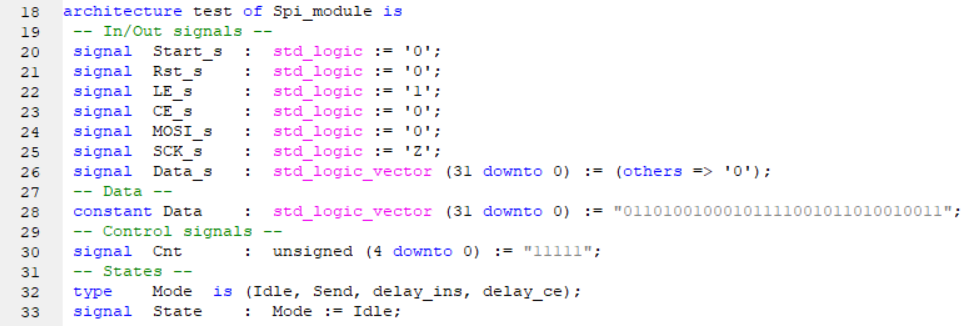 18 architecture test of Spi_module is
19 -- In/Out signals --
20 signal Start_s : std_logic := '0';
21 signal Rst_s : std_logic := '0';
22 signal LE_s : std_logic := '1';
23 signal CE_s : std_logic := '0';
24 signal MOSI_s : std_logic := '0';
25 signal SCK_s : std_logic := 'Z';
26 signal Data_s : std_logic_vector (31 downto 0) := (others => '0');
27 -- Data --
28 constant Data : std_logic_vector (31 downto 0) := "01101001000101111001011010010011";
29 -- Control signals --
30 signal Cnt : unsigned (4 downto 0) := "11111";
31 -- States --
32 type Mode is (Idle, Send, delay_ins, delay_ce);
33 signal State : Mode := Idle;